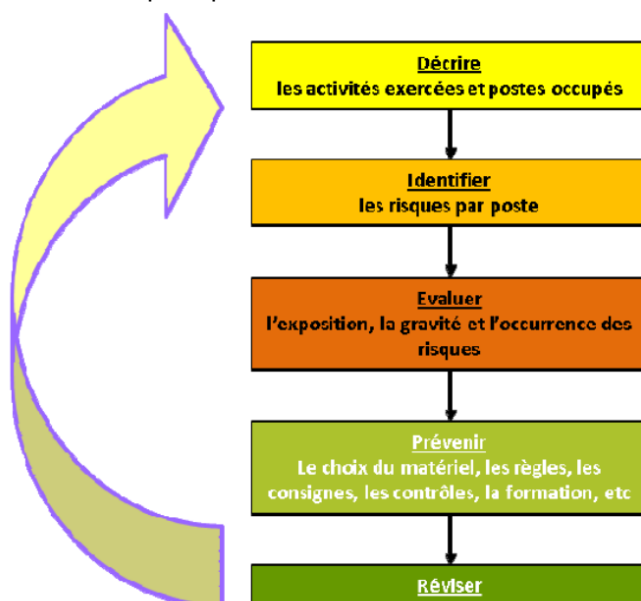 Décrire
les activités exercées et postes occupés
Identifier
les risques par poste
Evaluer
l'exposition, la gravité et l'occurrence des
risques
Prévenir
Le choix du matériel, les règles, les
consignes, les contrôles, la formation, etc
Réviser